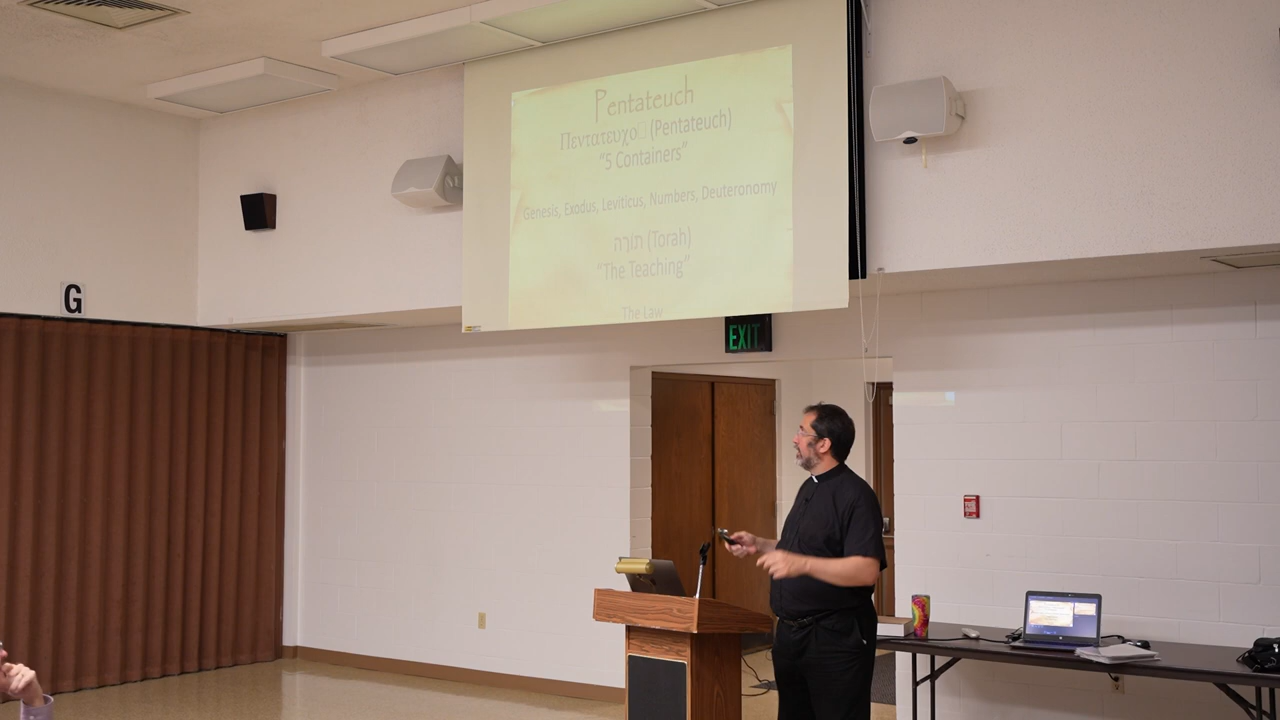 Pentateuch
Πεντατευχο□ (Pentateuch)
“5 Containers”
Genesis, Exodus, Leviticus, Numbers, Deuteronomy
תורה (Torah)
“The Teaching”
The Law
G
EXIT